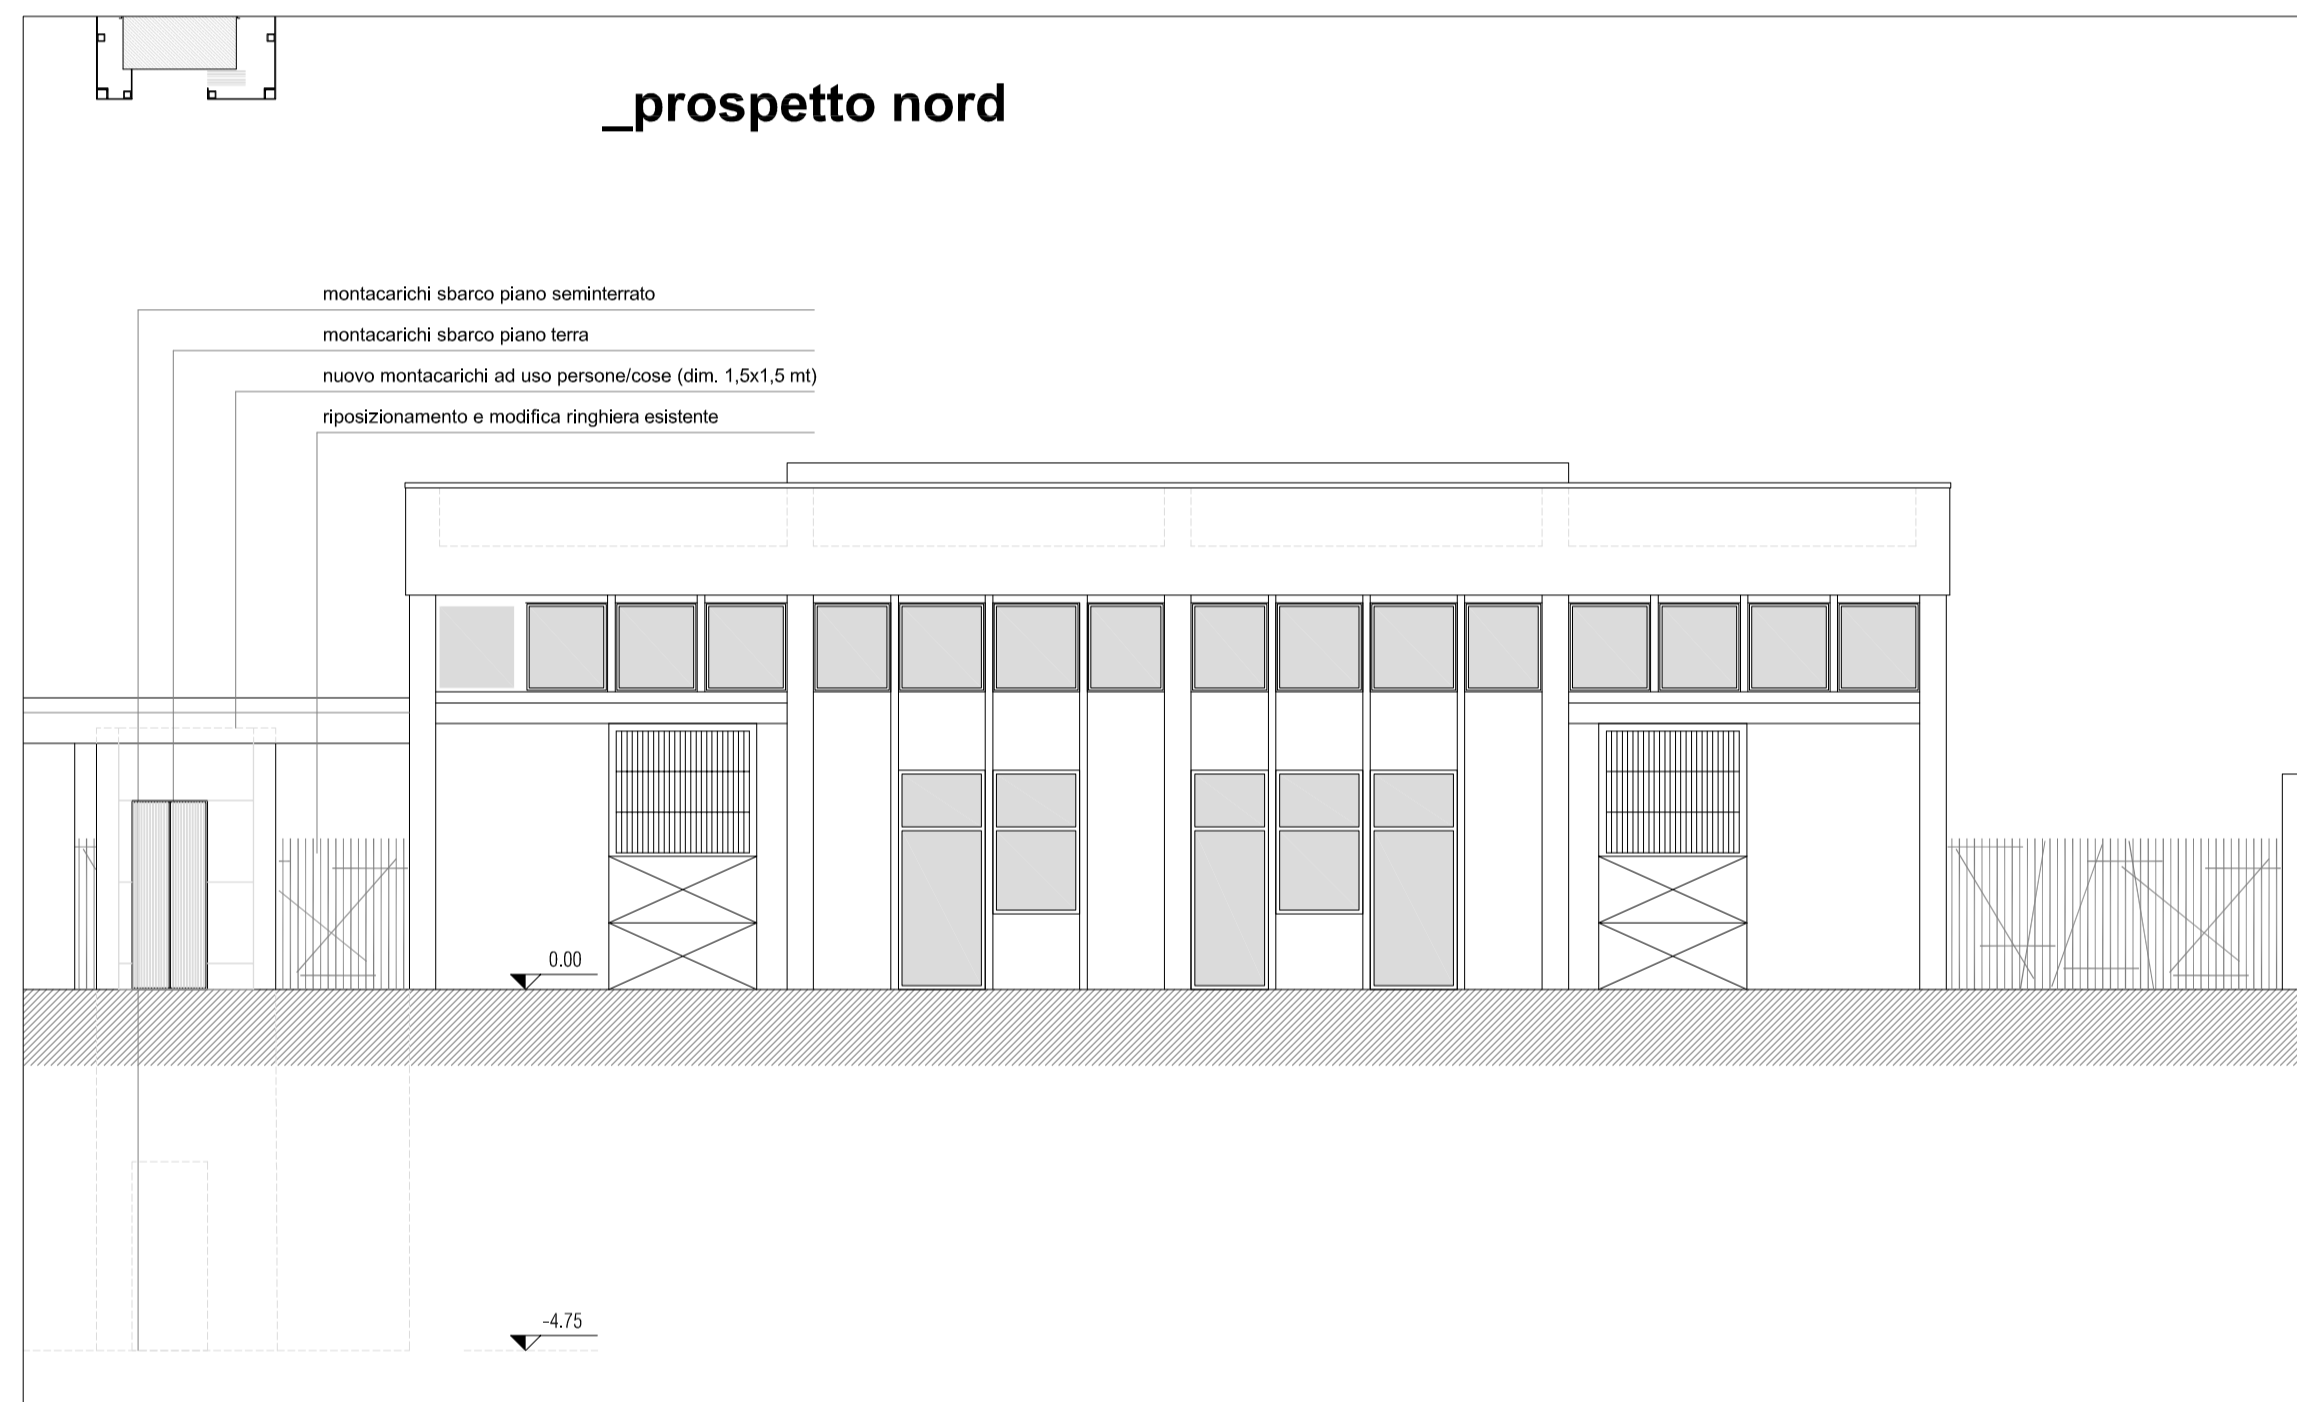 _prospetto nord
montacarichi sbarco piano seminterrato
montacarichi sbarco piano terra
nuovo montacarichi ad uso persone/cose (dim. 1,5x1,5 mt)
riposizionamento e modifica ringhiera esistente
0.00
-4.75